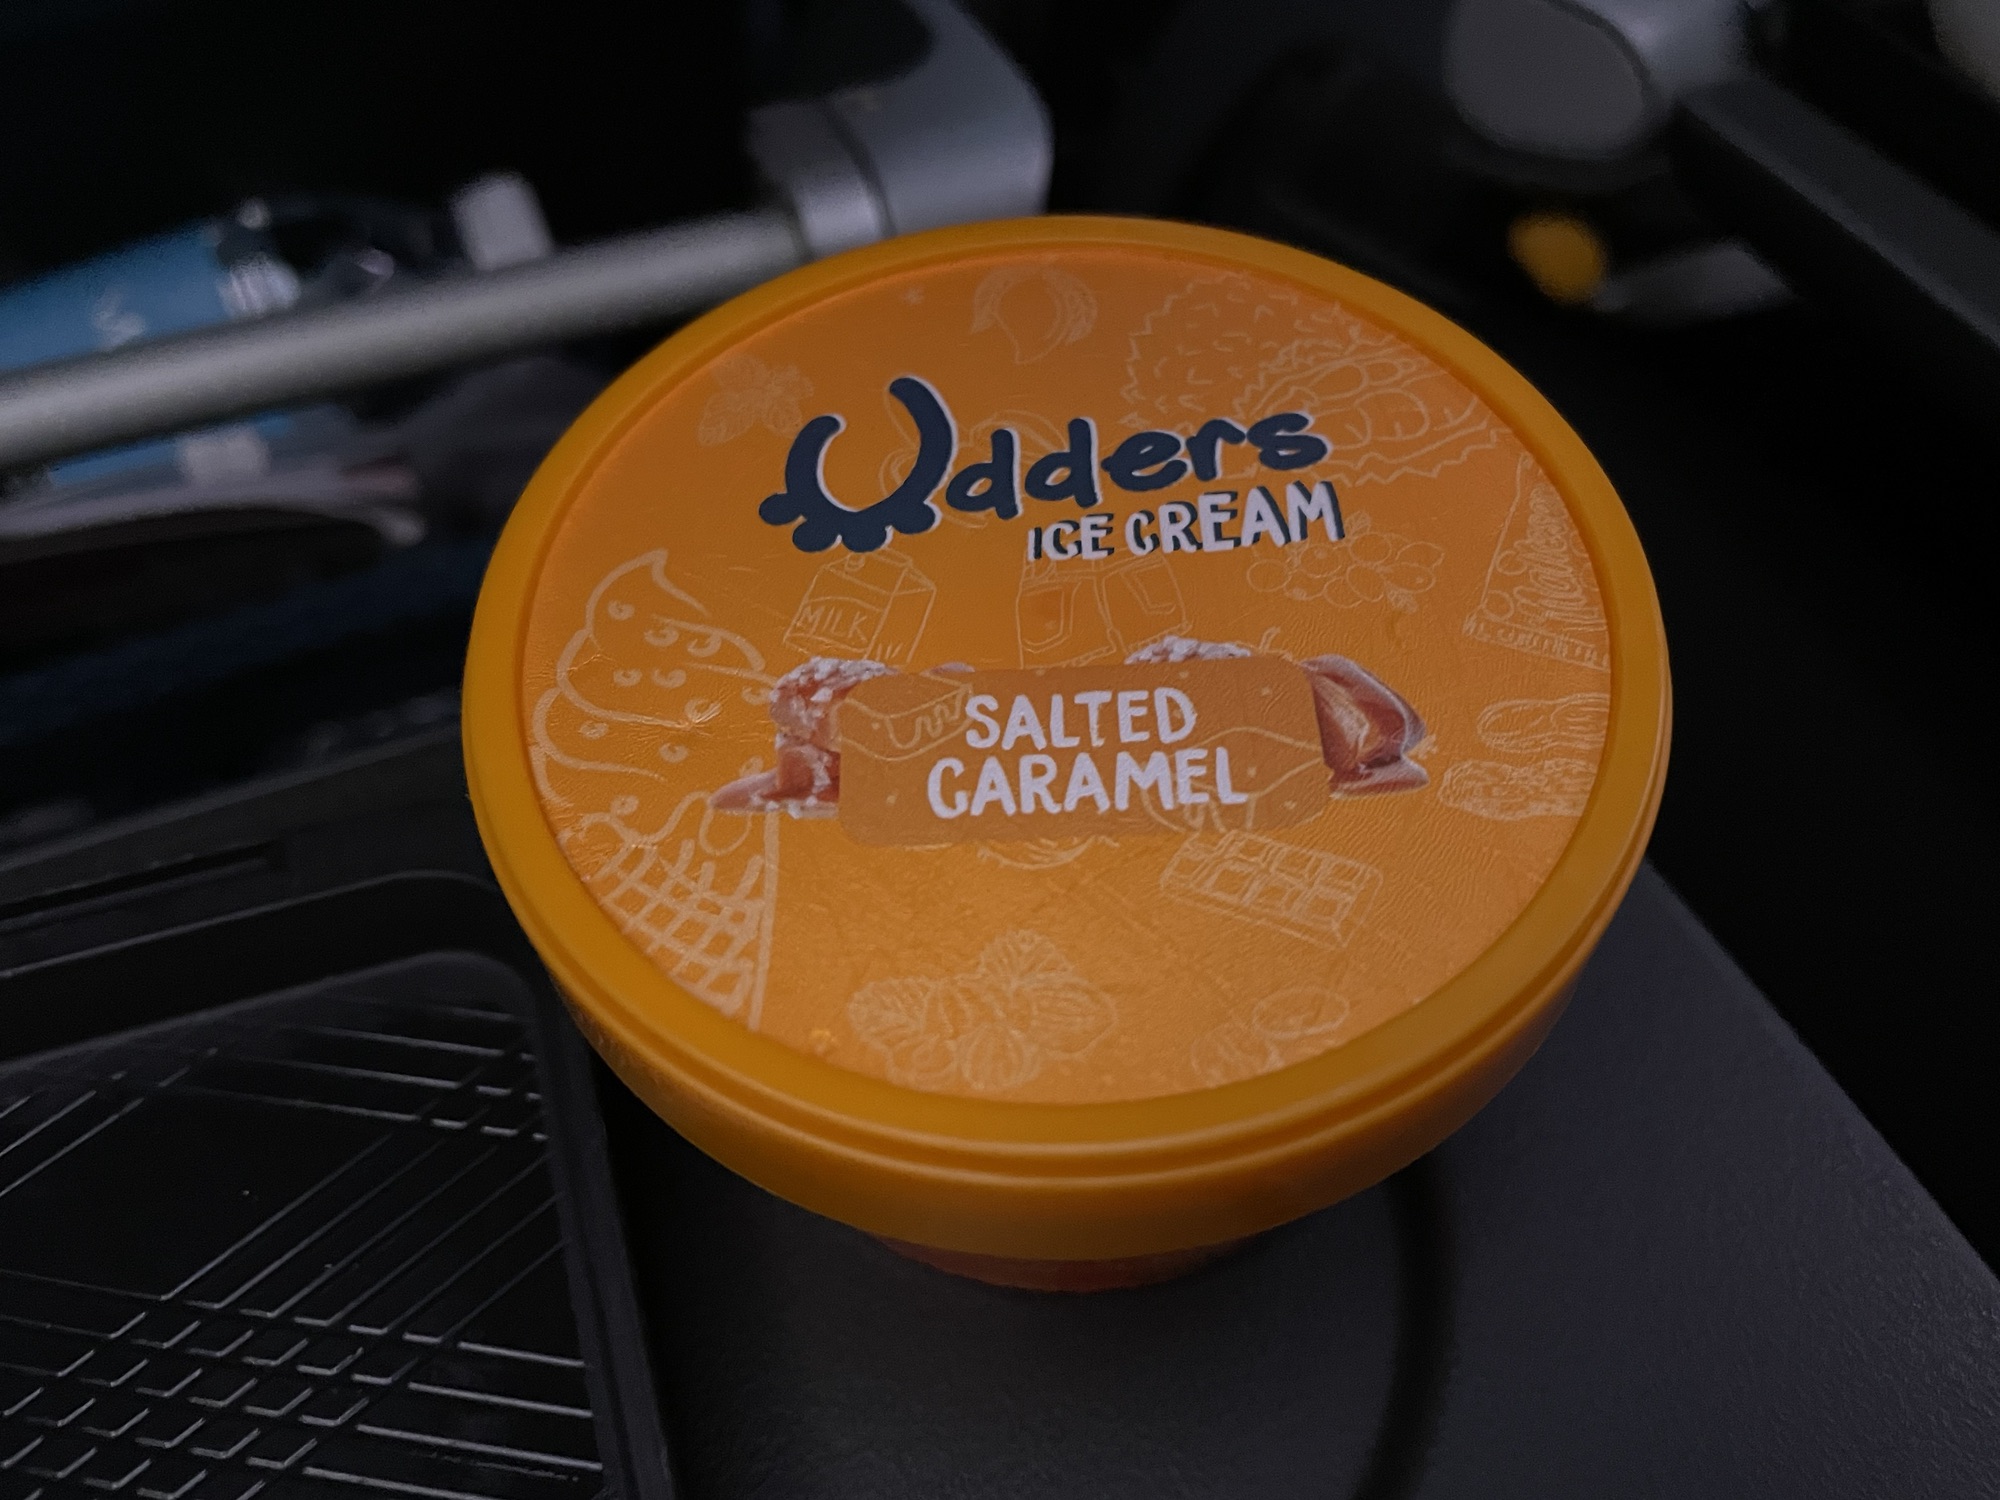 Udders
ICE CREAM
MILK
SALTED
CARAMEL